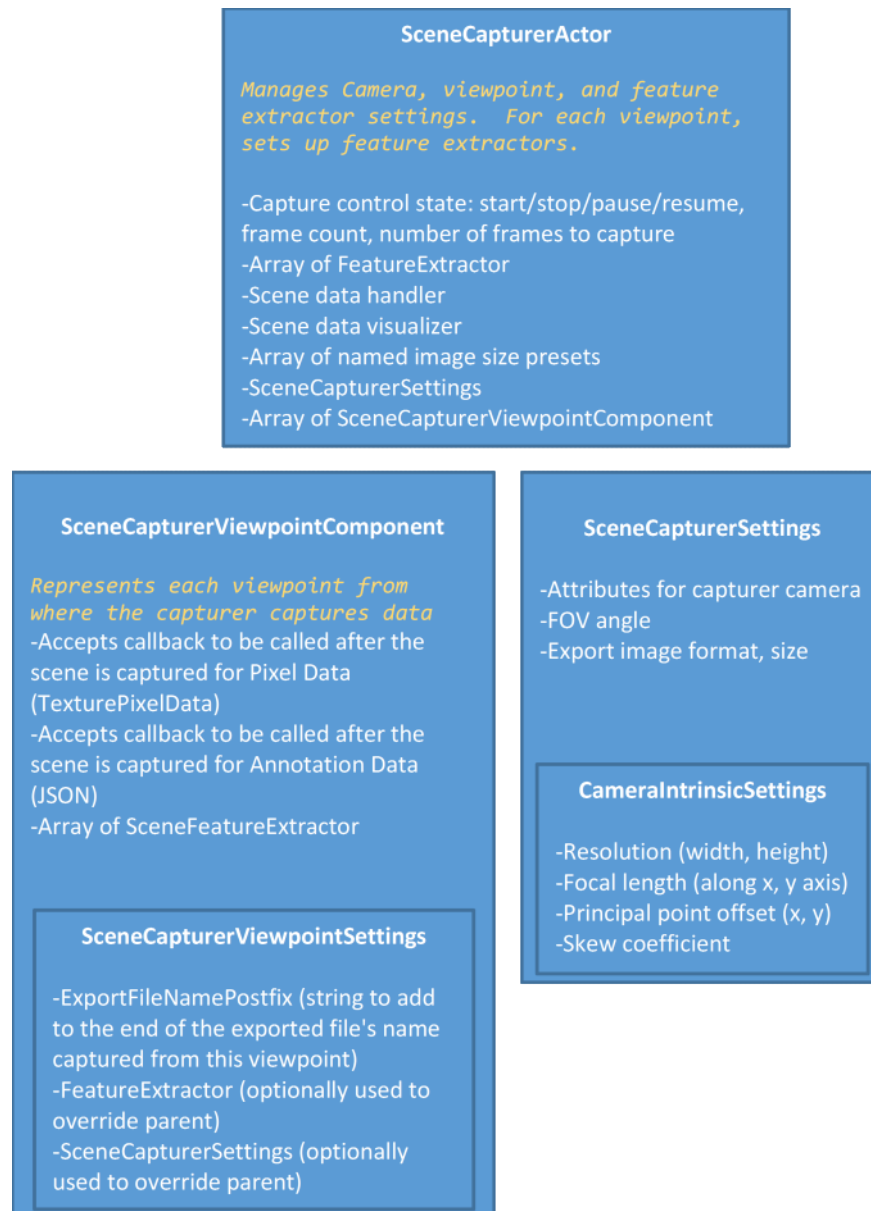 SceneCapturerActor
Manages Camera, viewpoint, and feature
extractor settings. For each viewpoint,
sets up feature extractors.
-Capture control state: start/stop/pause/resume,
frame count, number of frames to capture
-Array of FeatureExtractor
-Scene data handler
-Scene data visualizer
-Array of named image size presets
-SceneCapturerSettings
-Array of SceneCapturerViewpointComponent
SceneCapturerViewpointComponent
Represents each viewpoint from
where the capturer captures data
-Accepts callback to be called after the
scene is captured for Pixel Data
(TexturePixelData)
-Accepts callback to be called after the
scene is captured for Annotation Data
(JSON)
-Array of SceneFeatureExtractor
SceneCapturerViewpointSettings
-ExportFileNamePostfix (string to add
to the end of the exported file's name
captured from this viewpoint)
-FeatureExtractor (optionally used to
override parent)
-SceneCapturerSettings (optionally
used to override parent)
SceneCapturerSettings
-Attributes for capturer camera
-FOV angle
-Export image format, size
CameraIntrinsicSettings
-Resolution (width, height)
-Focal length (along x, y axis)
-Principal point offset (x, y)
-Skew coefficient